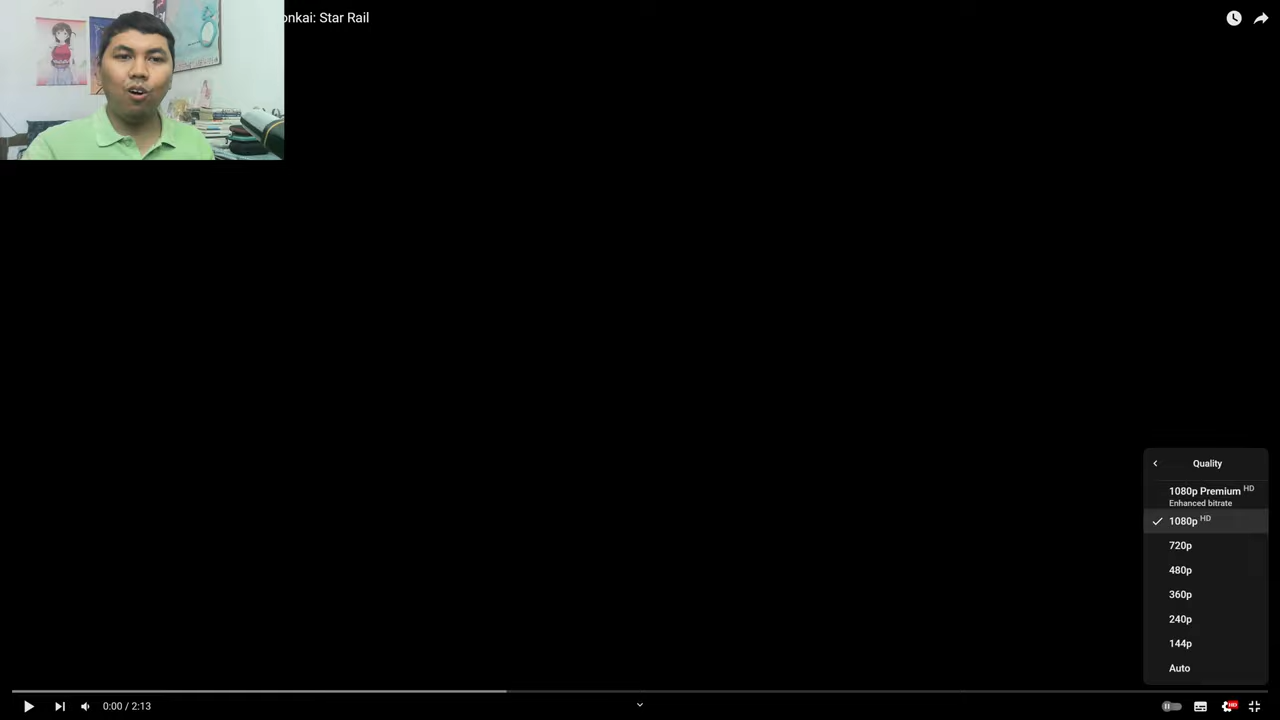 onkai: Star Rail
Quality
1080p Premium HD
Enhanced bitrate
1080p HD
720p
480p
360p
240p
144p
Auto
0:00 / 2:13
HD